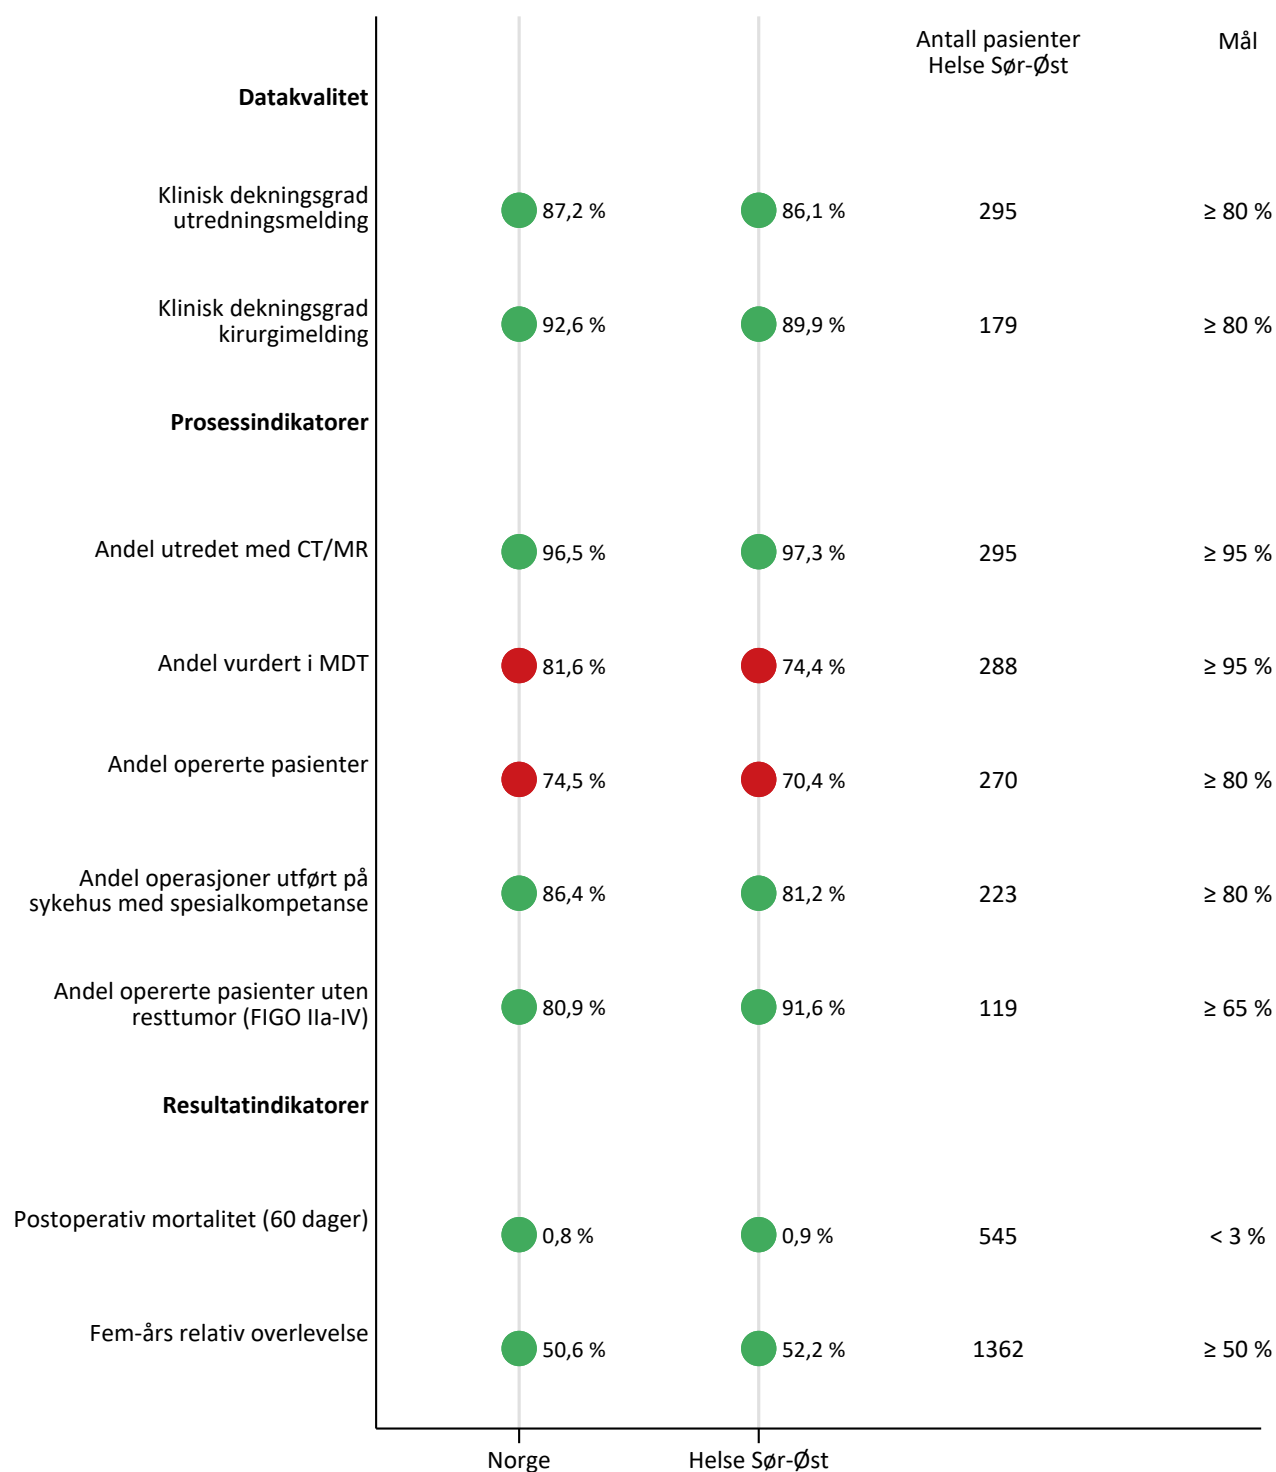 Antall pasienter
Helse Sør-Øst
Mål
Datakvalitet
Klinisk dekningsgrad
utredningsmelding
87,2 %
86,1 %
295
≥ 80 %
Klinisk dekningsgrad
kirurgimelding
92,6 %
89,9 %
179
≥ 80 %
Prosessindikatorer
Andel utredet med CT/MR
96,5 %
97,3 %
295
≥ 95 %
Andel vurdert i MDT
81,6 %
74,4 %
288
≥ 95 %
Andel opererte pasienter
74,5 %
70,4 %
270
≥ 80 %
Andel operasjoner utført på
sykehus med spesialkompetanse
86,4 %
81,2 %
223
≥ 80 %
Andel opererte pasienter uten
resttumor (FIGO IIa-IV)
80,9 %
91,6 %
119
≥ 65 %
Resultatindikatorer
Postoperativ mortalitet (60 dager)
0,8 %
0,9 %
545
< 3 %
Fem-års relativ overlevelse
50,6 %
52,2 %
1362
≥ 50 %
Norge
Helse Sør-Øst